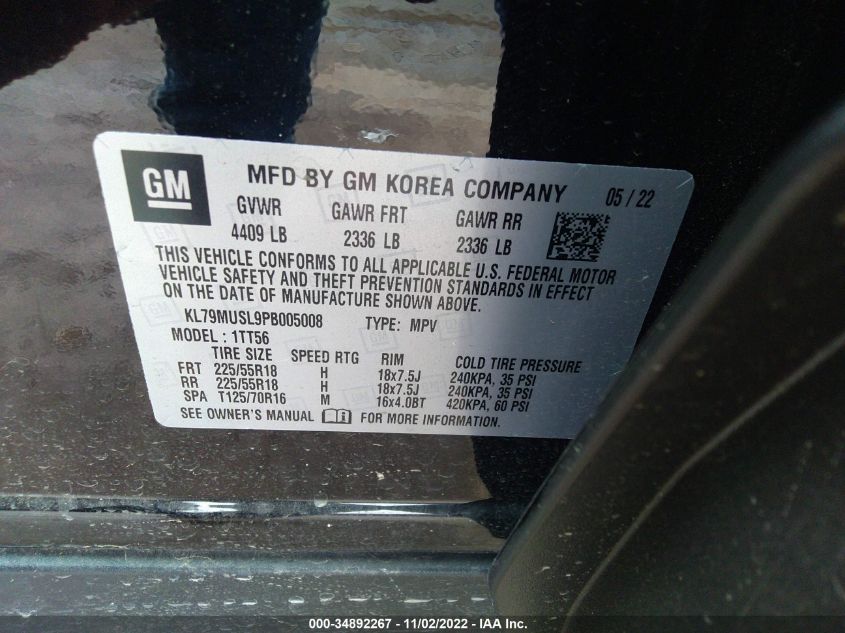 GM MFD BY GM KOREA COMPANY 05 / 22
GVWR GAWR FRT GAWR RR
4409 LB 2336 LB 2336 LB
THIS VEHICLE CONFORMS TO ALL APPLICABLE U.S. FEDERAL MOTOR
VEHICLE SAFETY AND THEFT PREVENTION STANDARDS IN EFFECT
ON THE DATE OF MANUFACTURE SHOWN ABOVE.
KL79MUSL9PB005008 TYPE: MPV
MODEL : 1TT56
TIRE SIZE SPEED RTG RIM COLD TIRE PRESSURE
FRT 225/55R18 H 18x7.5J 240KPA, 35 PSI
RR 225/55R18 H 18x7.5J 240KPA, 35 PSI
SPA T125/70R16 M 16x4.0BT 420KPA, 60 PSI
SEE OWNER'S MANUAL FOR MORE INFORMATION.
000-34892267 - 11/02/2022 - IAA Inc.